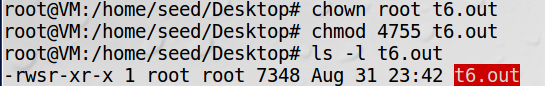 root@VM:/home/seed/Desktop# chown root t6.out
root@VM:/home/seed/Desktop# chmod 4755 t6.out
root@VM:/home/seed/Desktop# ls -l t6.out
-rwsr-xr-x 1 root root 7348 Aug 31 23:42 t6.out